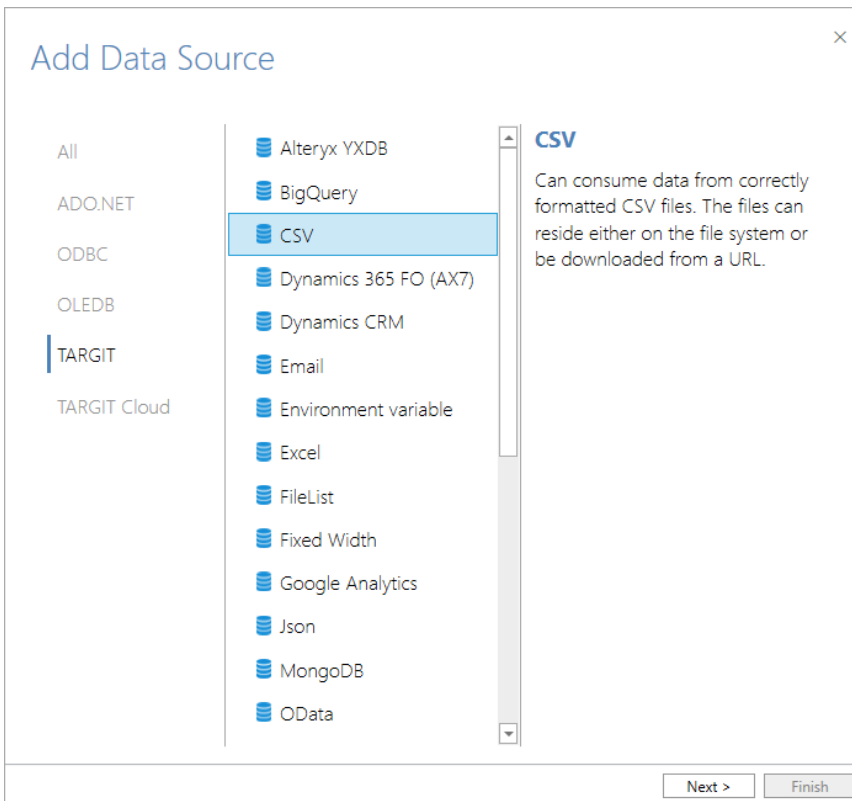 Add Data Source
All
ADO.NET
ODBC
OLEDB
TARGIT
TARGIT Cloud
Alteryx YXDB
BigQuery
CSV
Dynamics 365 FO (AX7)
Dynamics CRM
Email
Environment variable
Excel
FileList
Fixed Width
Google Analytics
Json
MongoDB
OData
CSV
Can consume data from correctly
formatted CSV files. The files can
reside either on the file system or
be downloaded from a URL.
Next >
Finish